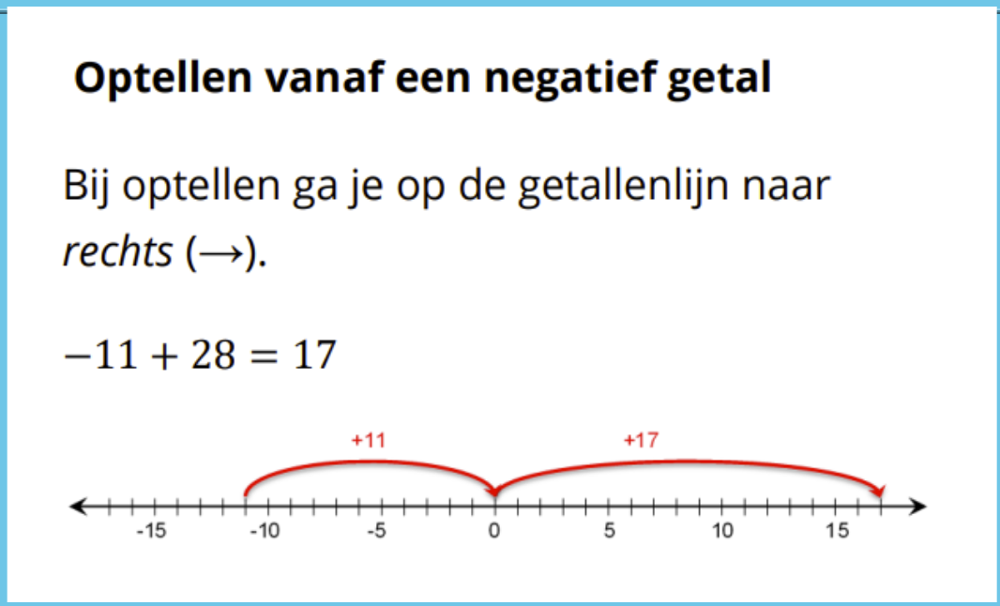 Optellen vanaf een negatief getal
Bij optellen ga je op de getallenlijn naar
rechts (→).
−11 + 28 = 17
+11 +17
-15 -10 -5 0 5 10 15